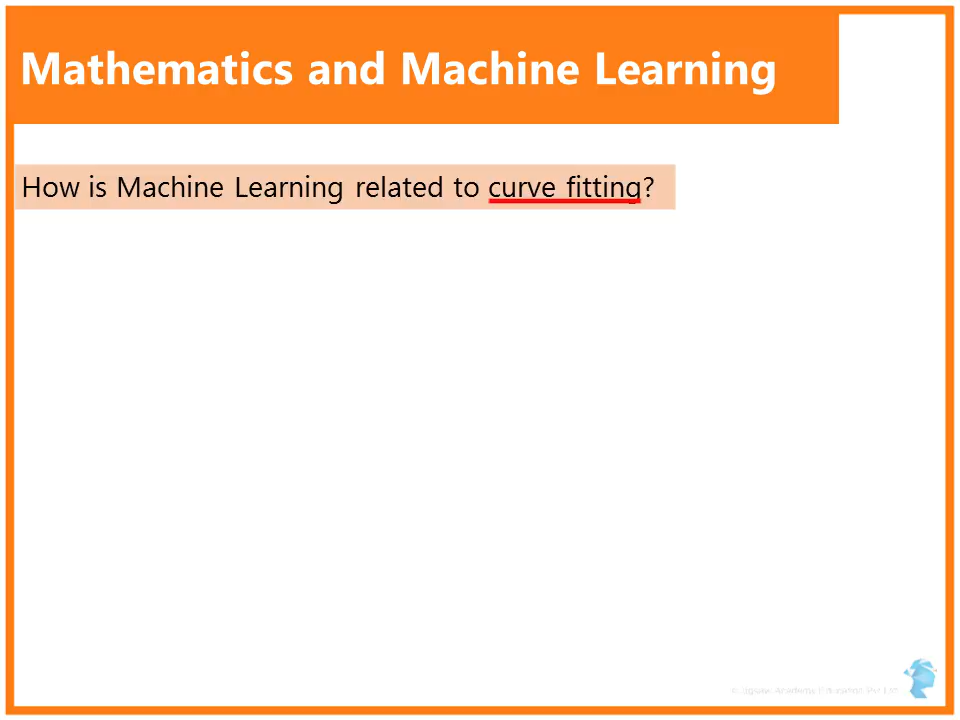 Mathematics and Machine Learning
How is Machine Learning related to curve fitting?